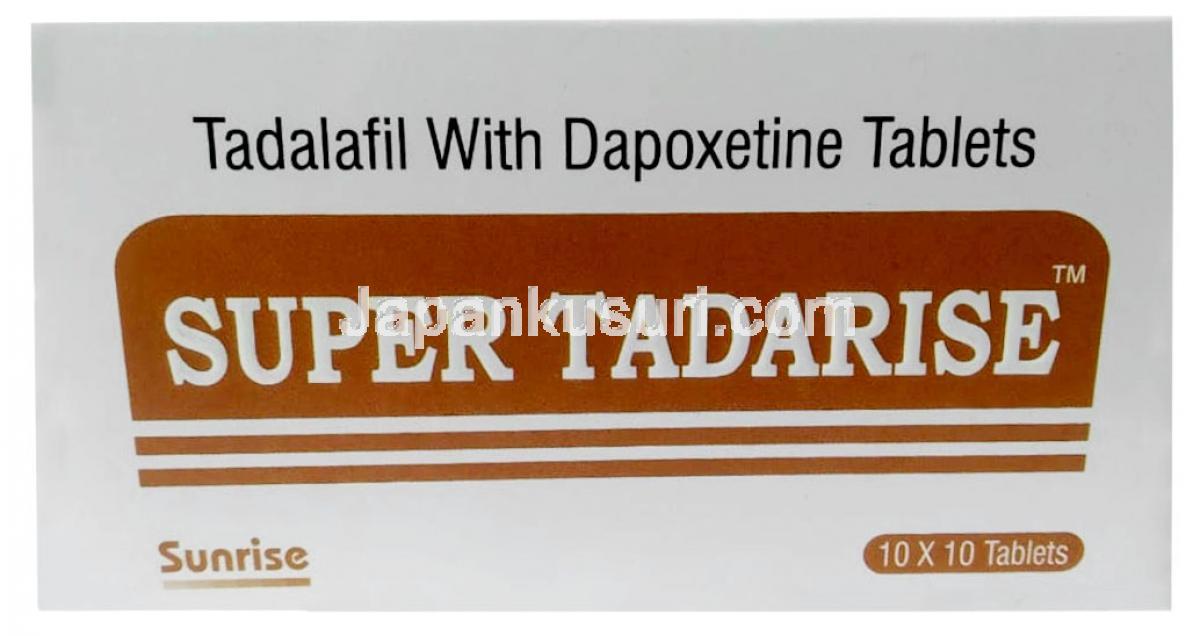 Tadalafil With Dapoxetine Tablets
SUPER TADARISE™
Japankusuri.com
Sunrise
10 X 10 Tablets